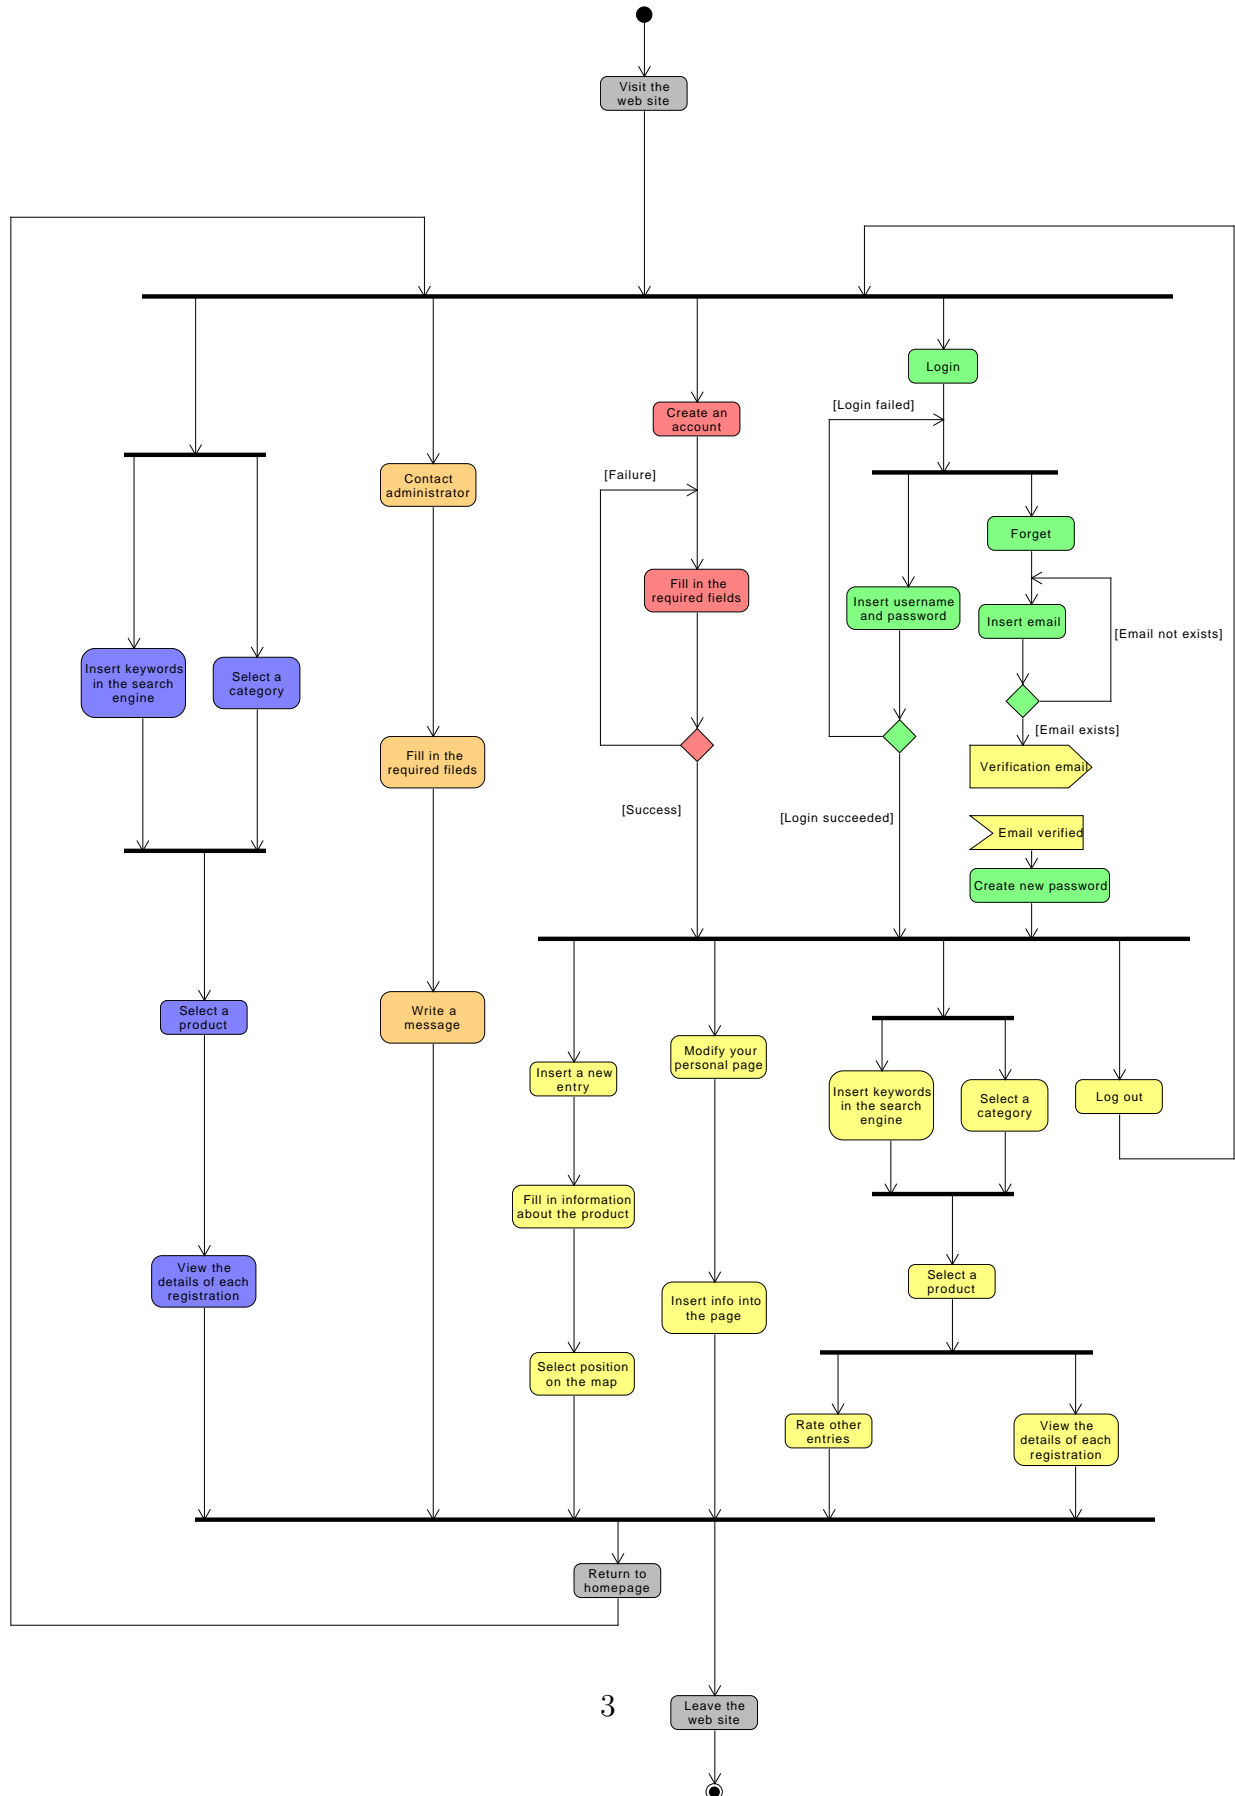 Visit the
web site
Login
[Login failed]
Create an
account
[Failure]
Contact
administrator
Forget
Fill in the
required fields
Insert username
and password
Insert email
[Email not exists]
Insert keywords
in the search
engine
Select a
category
[Email exists]
Fill in the
required fileds
Verification email
[Success]
[Login succeeded]
Email verified
Create new password
Select a
product
Write a
message
Modify your
personal page
Insert a new
entry
Insert keywords
in the search
engine
Select a
category
Log out
Fill in information
about the product
View the
details of each
registration
Select a
product
Insert info into
the page
Select position
on the map
Rate other
entries
View the
details of each
registration
Return to
homepage
3
Leave the
web site